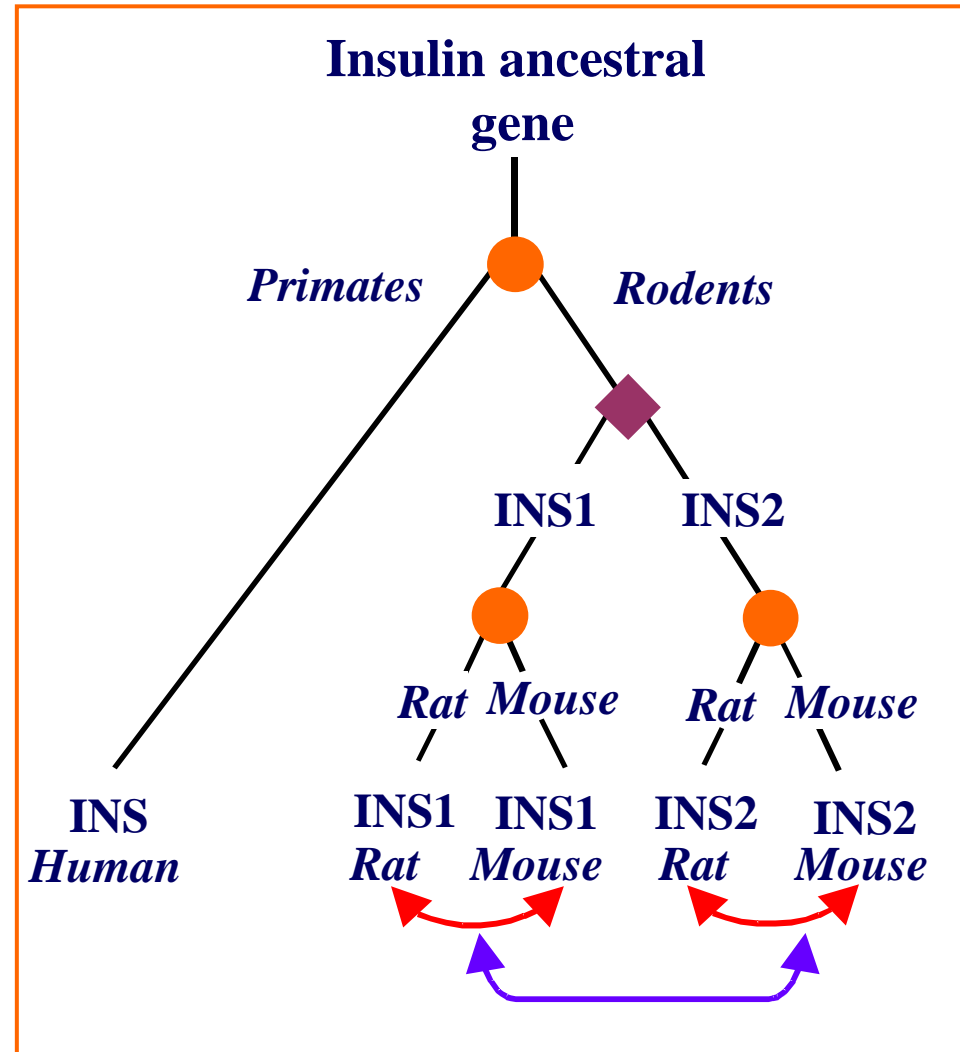 Insulin ancestral
gene
Primates Rodents
INS1 INS2
Rat Mouse Rat Mouse
INS INS1 INS1 INS2 INS2
Human Rat Mouse Rat Mouse